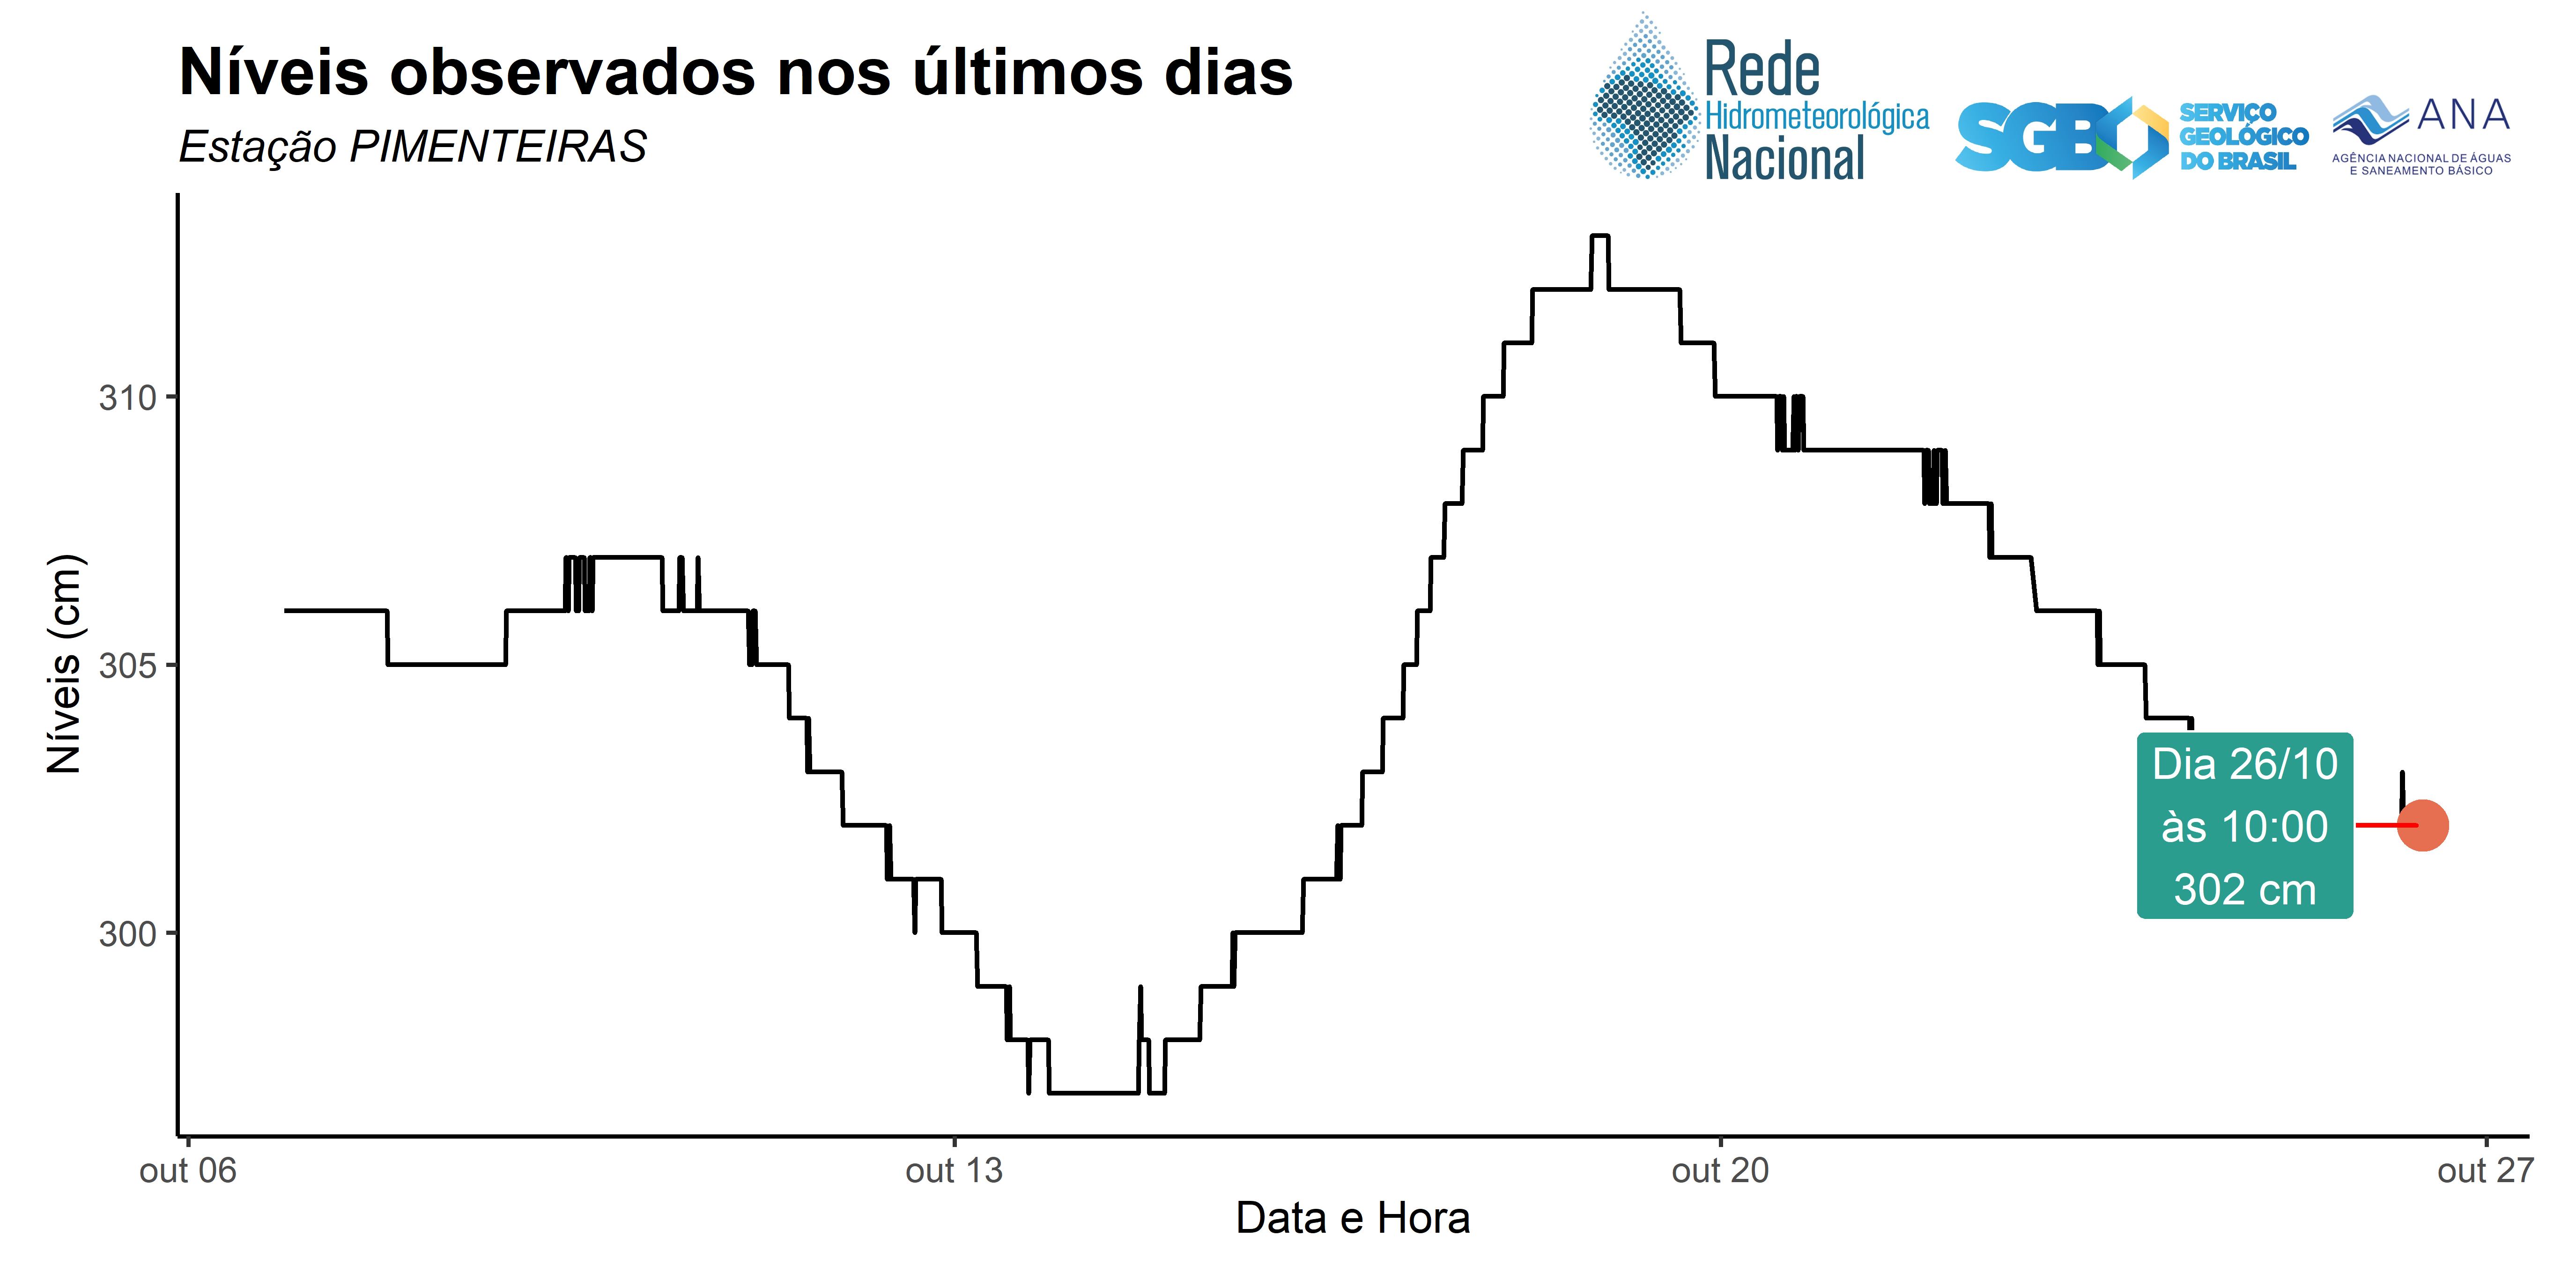 Níveis observados nos últimos dias
Estação PIMENTEIRAS
Rede
Hidrometeorológica
Nacional
SGB
SERVIÇO
GEOLÓGICO
DO BRASIL
ANA
AGÊNCIA NACIONAL DE ÁGUAS
E SANEAMENTO BÁSICO
Níveis (cm)
310
305
300
Dia 26/10
às 10:00
302 cm
out 06
out 13
out 20
out 27
Data e Hora